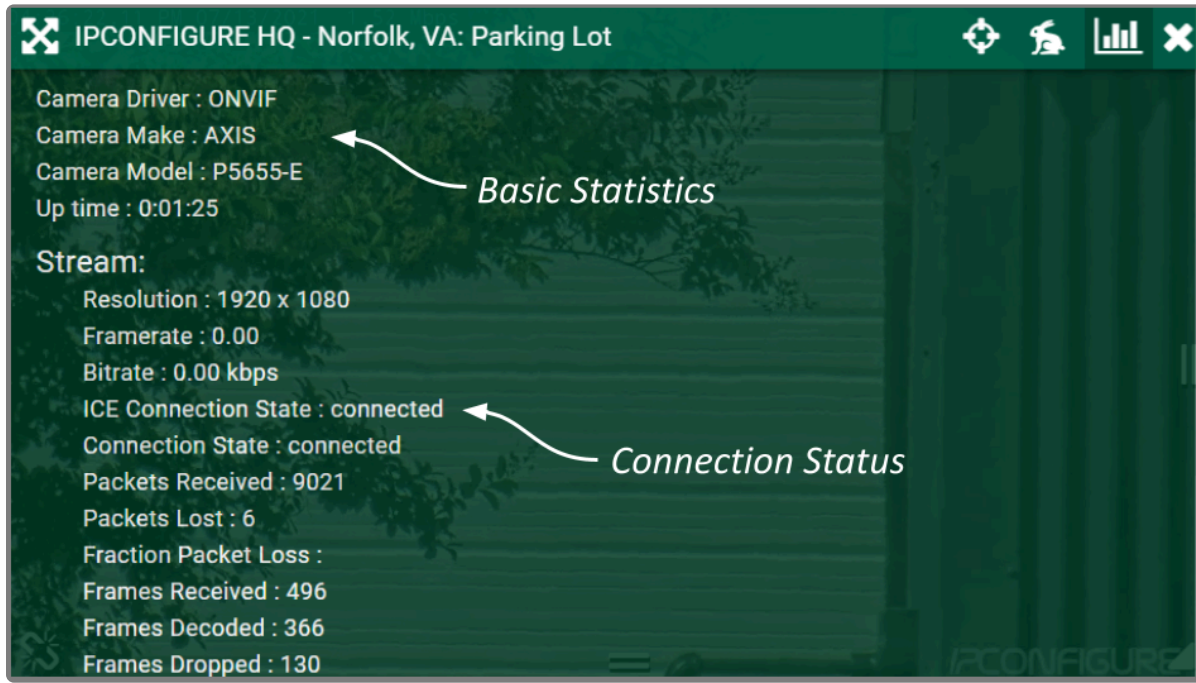 IPCONFIGURE HQ - Norfolk, VA: Parking Lot
Camera Driver : ONVIF
Camera Make : AXIS
Camera Model : P5655-E
Up time : 0:01:25
Basic Statistics
Stream:
Resolution : 1920 x 1080
Framerate : 0.00
Bitrate : 0.00 kbps
ICE Connection State : connected
Connection State : connected
Connection Status
Packets Received : 9021
Packets Lost : 6
Fraction Packet Loss :
Frames Received : 496
Frames Decoded : 366
Frames Dropped : 130
IPCONFIGURE